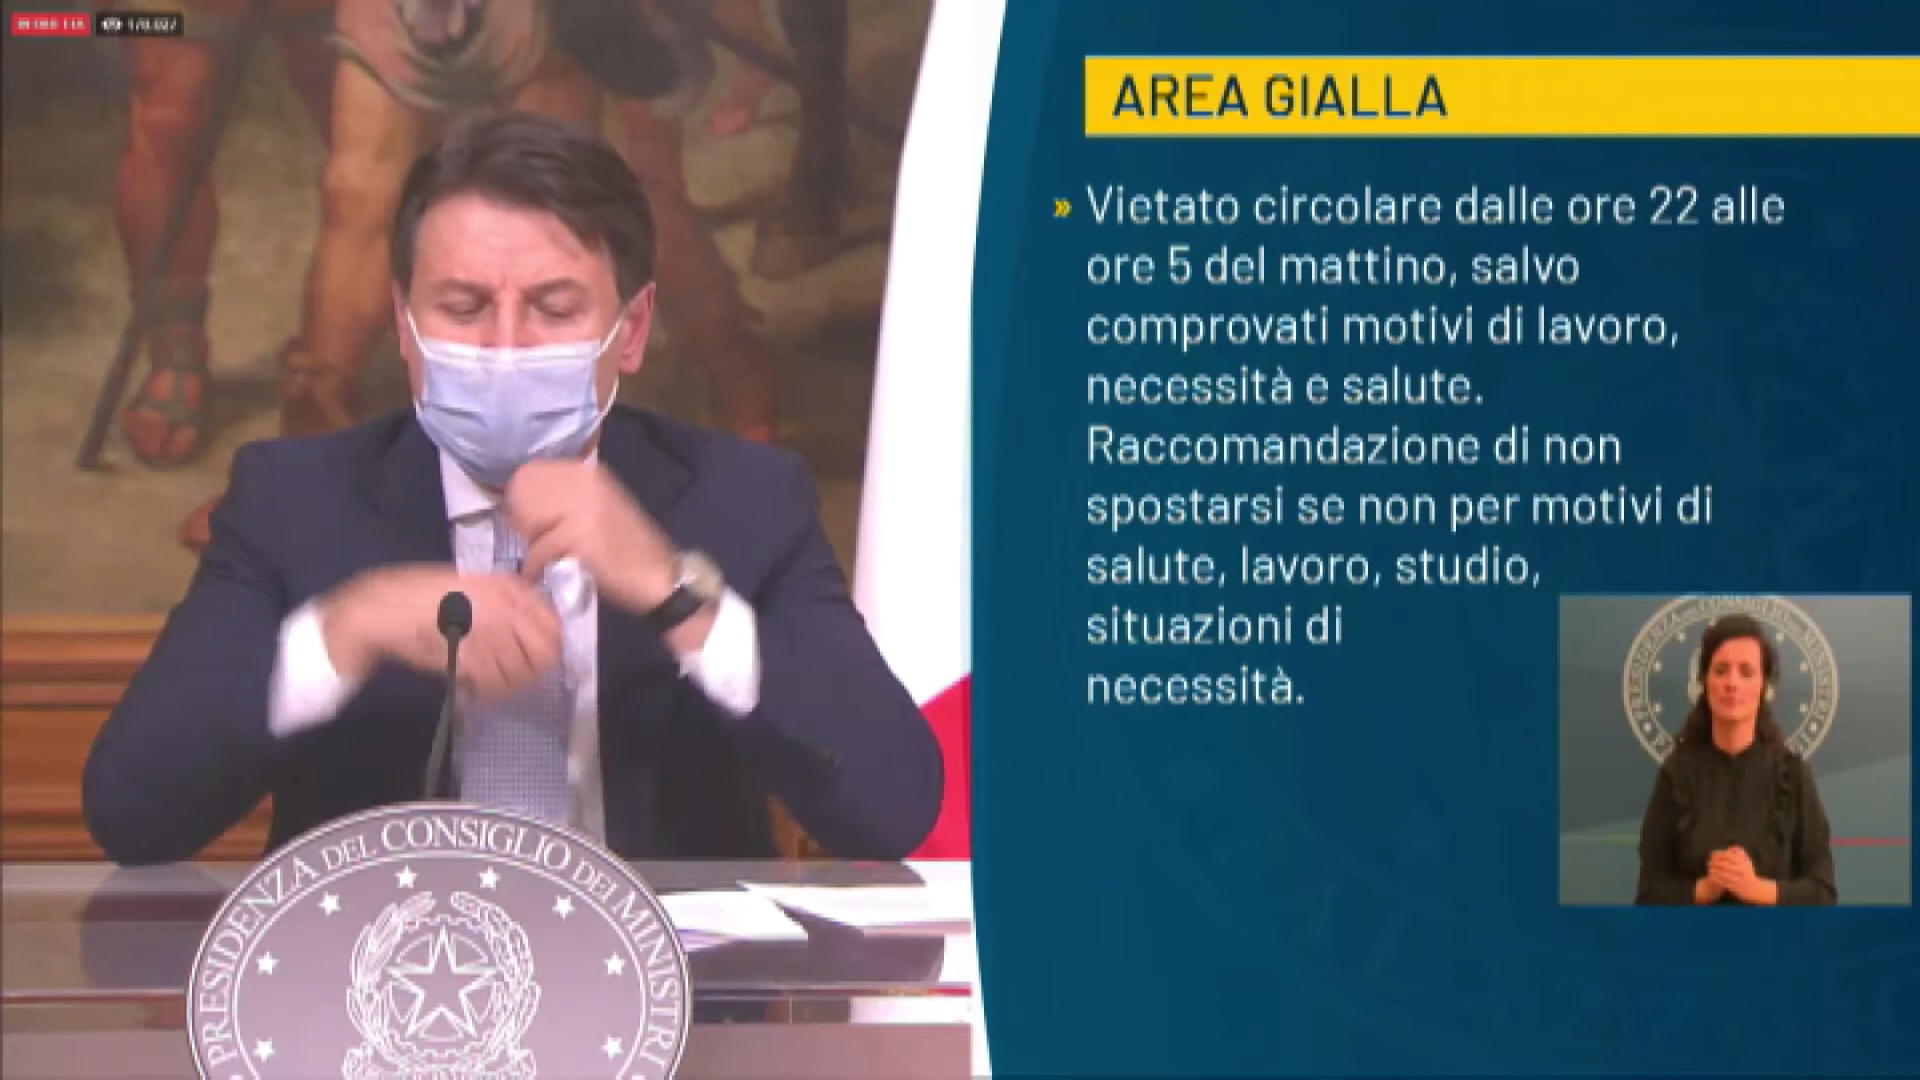 AREA GIALLA
» Vietato circolare dalle ore 22 alle
ore 5 del mattino, salvo
comprovati motivi di lavoro,
necessità e salute.
Raccomandazione di non
spostarsi se non per motivi di
salute, lavoro, studio,
situazioni di
necessità.
PRESIDENZA DEL CONSIGLIO DEI MINISTRI